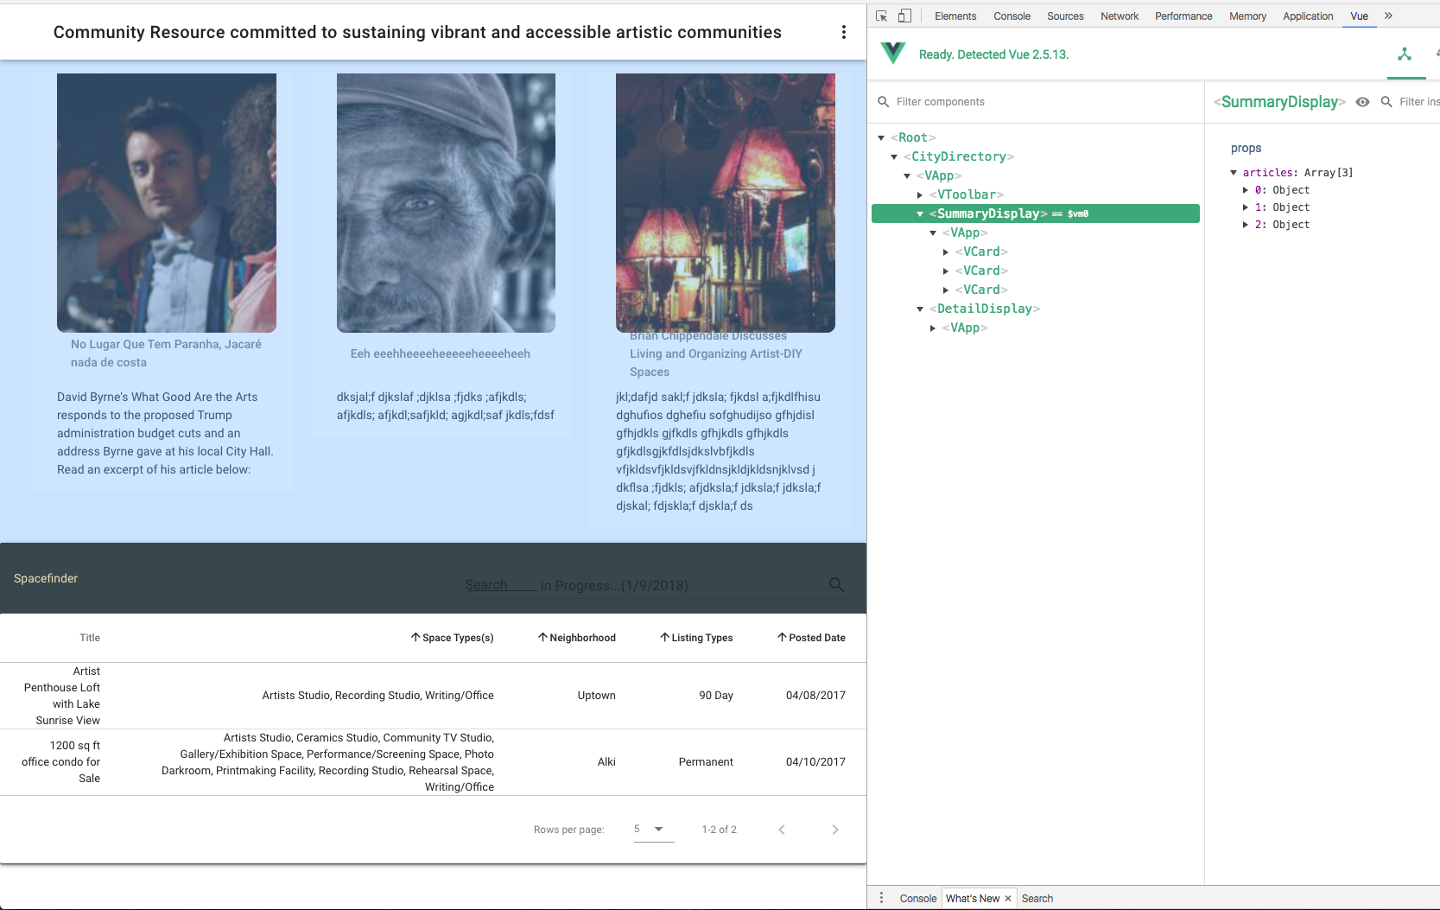 Community Resource committed to sustaining vibrant and accessible artistic communities
No Lugar Que Tem Paranha, Jacaré
nada de costa
David Byrne's What Good Are the Arts
responds to the proposed Trump
administration budget cuts and an
address Byrne gave at his local City Hall.
Read an excerpt of his article below:
Eeh eeehheeeeheeeeeheeeeheeh
dksjal;f djkslaf ;djklsa ;fjdks ;afjkdls;
afjkdls; afjkdl;safjkld; agjkdl;saf jkdls;fdsf
Brian Chippendale Discusses
Living and Organizing Artist-DIY
Spaces
jkl;dafjd sakl;f jdksla; fjkdsl a;fjkdlfhisu
dghufios dghefiu sofghudijso gfhjdisl
gfhjdkls gjfkdls gfhjkdls gfhjkdls
gfjkdlsgjkfdlsjdkslvbfjkdls
vfjkldsvfjkldsvjfkldnsjkldjkldsnjklvsd j
dkflsa ;fjdkls; afjdksla;f jdksla;f jdksla;f
djskal; fdjskla;f djskla;f ds
Spacefinder
Search in Progress...(1/9/2018)
Title Space Types(s) Neighborhood Listing Types Posted Date
Artist
Penthouse Loft
with Lake
Sunrise View
Artists Studio, Recording Studio, Writing/Office
Uptown
90 Day
04/08/2017
1200 sq ft
office condo for
Sale
Artists Studio, Ceramics Studio, Community TV Studio,
Gallery/Exhibition Space, Performance/Screening Space, Photo
Darkroom, Printmaking Facility, Recording Studio, Rehearsal Space,
Writing/Office
Alki
Permanent
04/10/2017
Rows per page: 5 1-2 of 2
Elements Console Sources Network Performance Memory Application Vue »
Ready. Detected Vue 2.5.13.
Filter components
<Root>
<CityDirectory>
<VApp>
<VToolbar>
<SummaryDisplay> == $vm0
<VApp>
<VCard>
<VCard>
<VCard>
<DetailDisplay>
<VApp>
<SummaryDisplay> Filter ins
props
articles: Array[3]
0: Object
1: Object
2: Object
Console What's New × Search